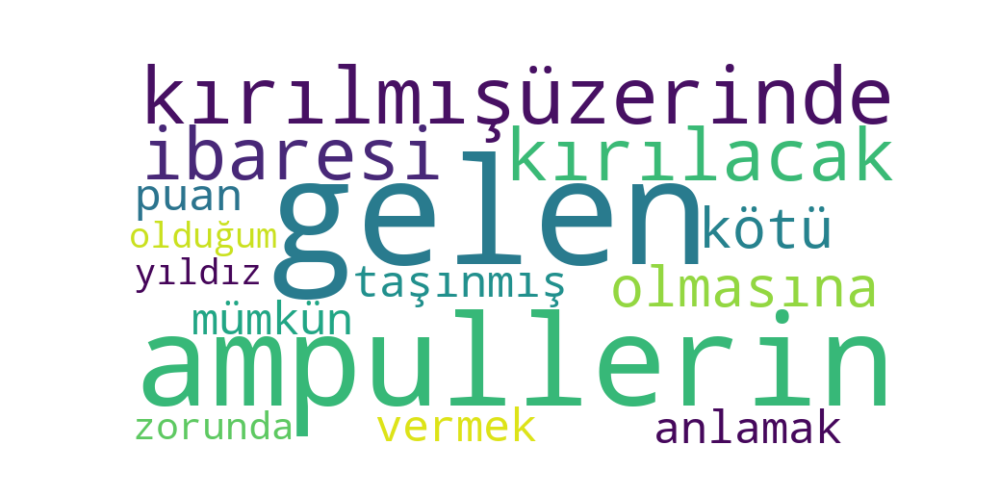 kırılmışüzerinde
ibaresi kırılacak
gelen
puan kötü
olduğum
yıldız taşınmış olmasına
mümkün
ampullerin
zorunda vermek anlamak